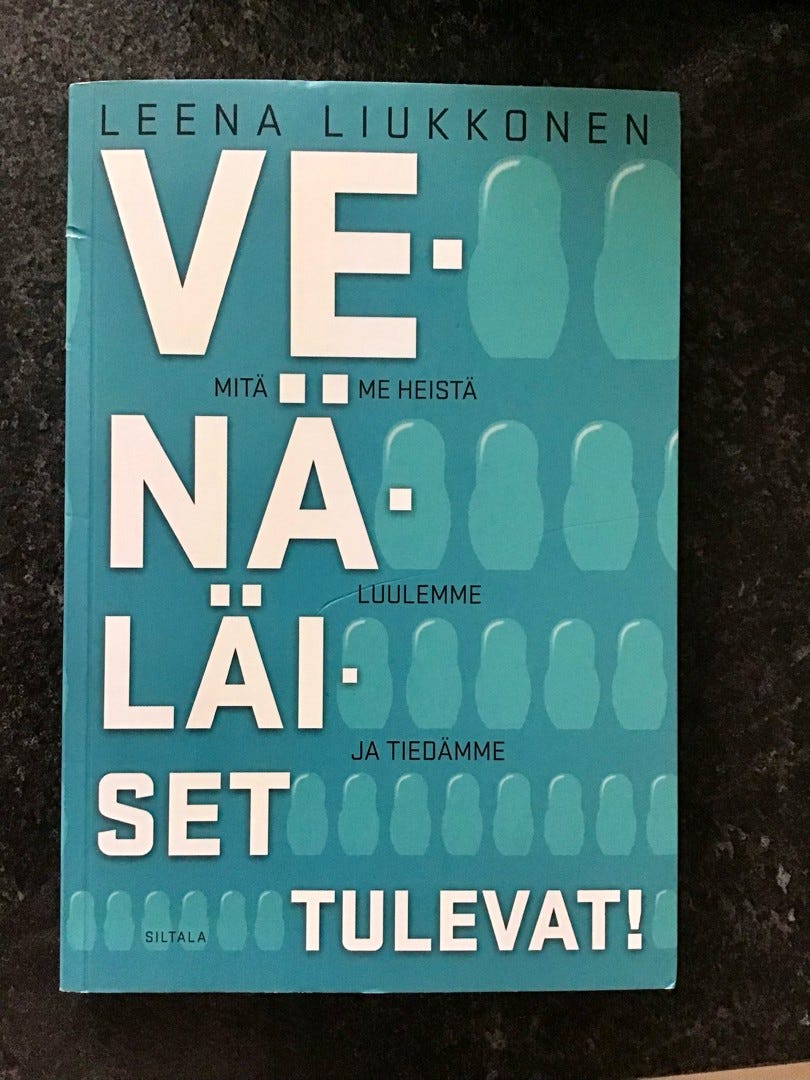 LEENA LIUKKONEN
VE-
MITÄ ME HEISTÄ
NÄ-
LUULEMME
LÄI-
JA TIEDÄMME
SET
TULEVAT!
SILTALA